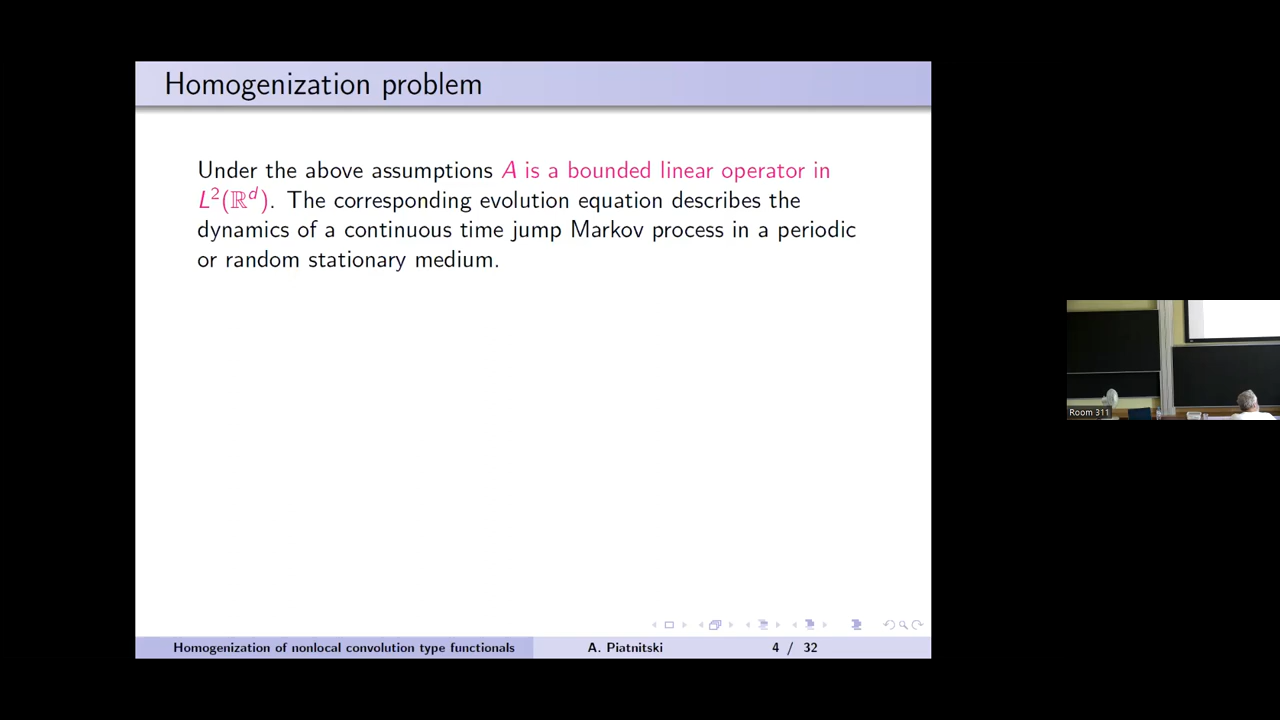 Homogenization problem
Under the above assumptions A is a bounded linear operator in
L²(ℝᵈ). The corresponding evolution equation describes the
dynamics of a continuous time jump Markov process in a periodic
or random stationary medium.
Room 311
Homogenization of nonlocal convolution type functionals
A. Piatnitski
4 / 32